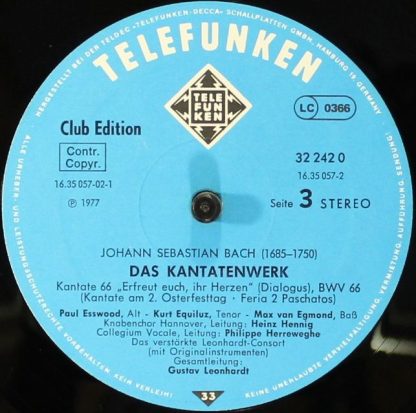 HERGESTELLT BEI DER TELDEC »TELEFUNKEN-DECCA« SCHALLPLATTEN GMBH, HAMBURG 19, GERMANY
TELEFUNKEN
TELE
FUN
KEN
LC 0366
Club Edition
Contr.
Copyr.
32 242 0
16.35 057-2
16.35 057-02-1
Ⓟ 1977
Seite 3 STEREO
JOHANN SEBASTIAN BACH (1685–1750)
DAS KANTATENWERK
Kantate 66 „Erfreut euch, ihr Herzen" (Dialogus), BWV 66
(Kantate am 2. Osterfesttag · Feria 2 Paschatos)
Paul Esswood, Alt - Kurt Equiluz, Tenor - Max van Egmond, Baß
Knabenchor Hannover, Leitung: Heinz Hennig
Collegium Vocale, Leitung: Philippe Herreweghe
Das verstärkte Leonhardt-Consort
(mit Originalinstrumenten)
Gesamtleitung:
Gustav Leonhardt
33
ALLE URHEBER- UND LEISTUNGSSCHUTZRECHTE VORBEHALTEN KEIN VERLEIH!
KEINE UNERLAUBTE VERVIELFÄLTIGUNG, VERMIETUNG, AUFFÜHRUNG, SENDUNG!